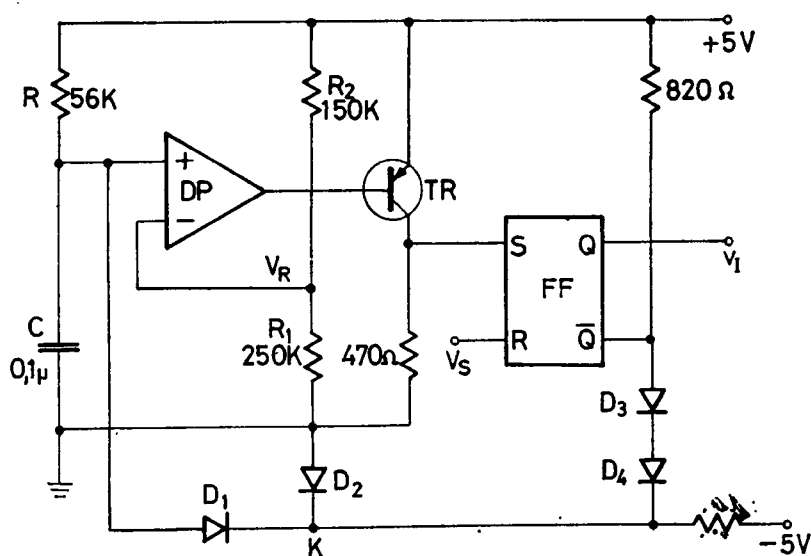 +5V
R 56K
R2 150K
820 Ω
+
DP
−
TR
VR
S Q
FF
R Q̅
VI
VS
C
0,1µ
R1 250K
470Ω
D3
D4
D2
D1
K
−5V